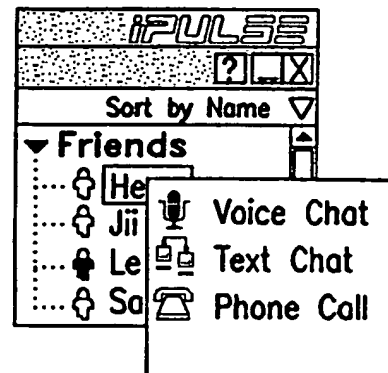 iPULSE
? _ X
Sort by Name
Friends
He
Jii
Le
Sa
Voice Chat
Text Chat
Phone Call